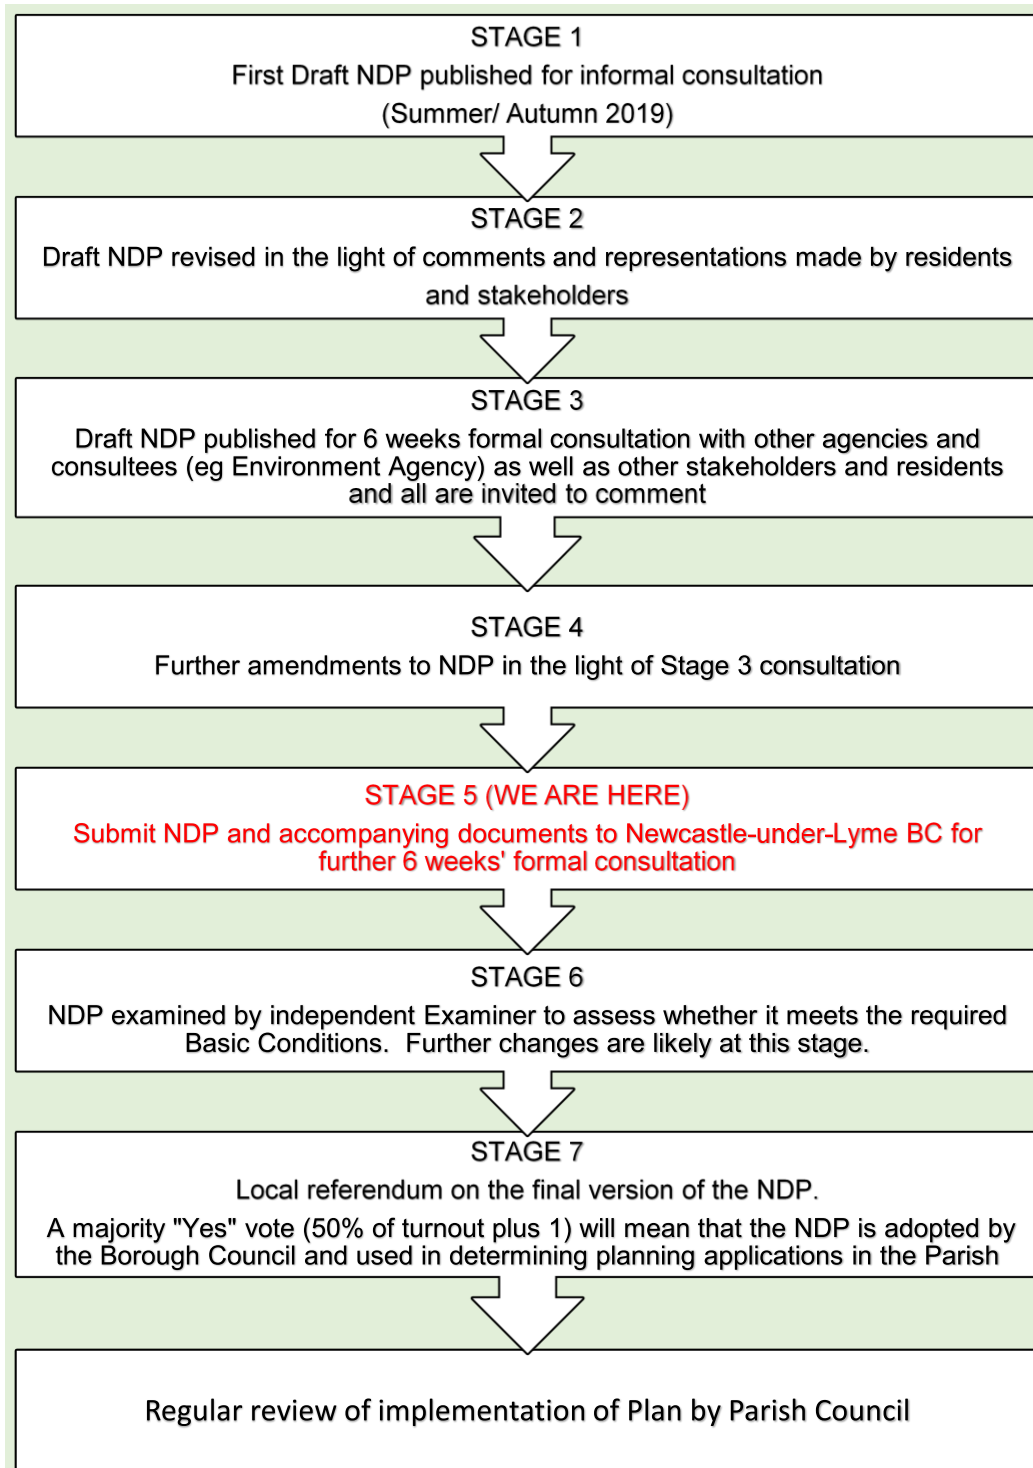 STAGE 1
First Draft NDP published for informal consultation
(Summer/ Autumn 2019)
STAGE 2
Draft NDP revised in the light of comments and representations made by residents
and stakeholders
STAGE 3
Draft NDP published for 6 weeks formal consultation with other agencies and
consultees (eg Environment Agency) as well as other stakeholders and residents
and all are invited to comment
STAGE 4
Further amendments to NDP in the light of Stage 3 consultation
STAGE 5 (WE ARE HERE)
Submit NDP and accompanying documents to Newcastle-under-Lyme BC for
further 6 weeks' formal consultation
STAGE 6
NDP examined by independent Examiner to assess whether it meets the required
Basic Conditions.  Further changes are likely at this stage.
STAGE 7
Local referendum on the final version of the NDP.
A majority "Yes" vote (50% of turnout plus 1) will mean that the NDP is adopted by
the Borough Council and used in determining planning applications in the Parish
Regular review of implementation of Plan by Parish Council